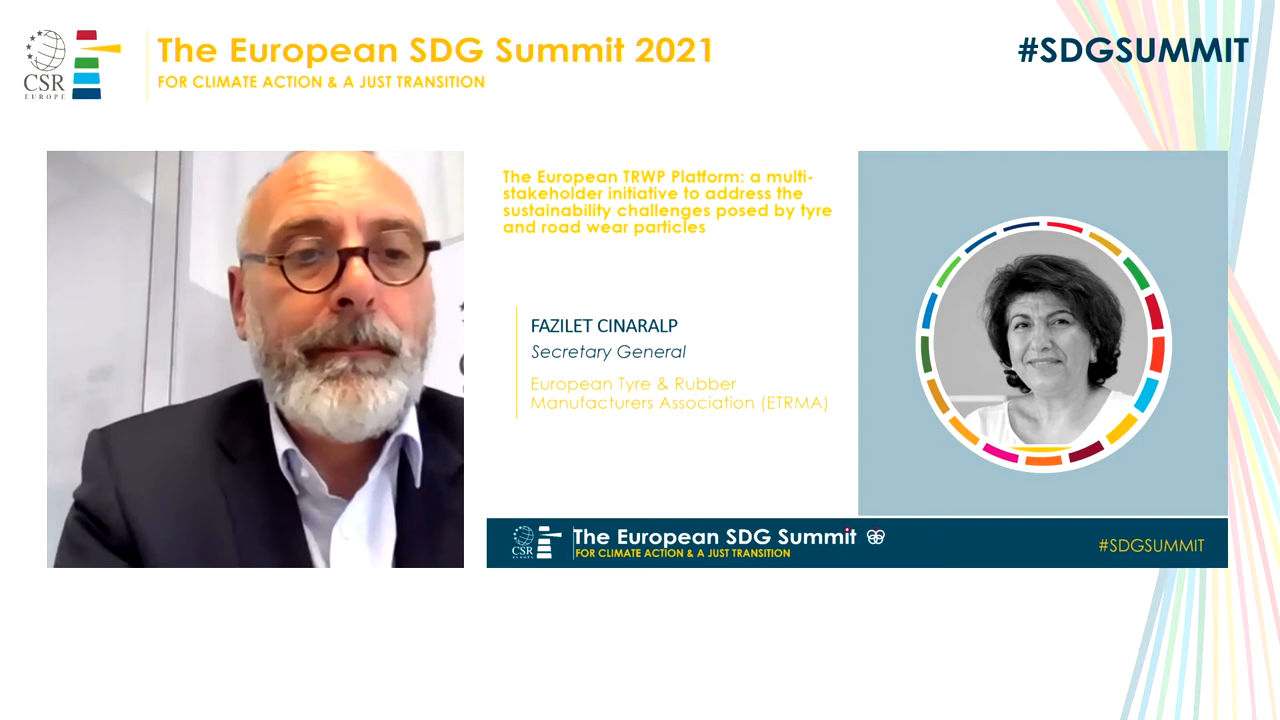 CSR
EUROPE
The European SDG Summit 2021
FOR CLIMATE ACTION & A JUST TRANSITION
#SDGSUMMIT
The European TRWP Platform: a multi-
stakeholder initiative to address the
sustainability challenges posed by tyre
and road wear particles
FAZILET CINARALP
Secretary General
European Tyre & Rubber
Manufacturers Association (ETRMA)
CSR
EUROPE
The European SDG Summit
FOR CLIMATE ACTION & A JUST TRANSITION
#SDGSUMMIT